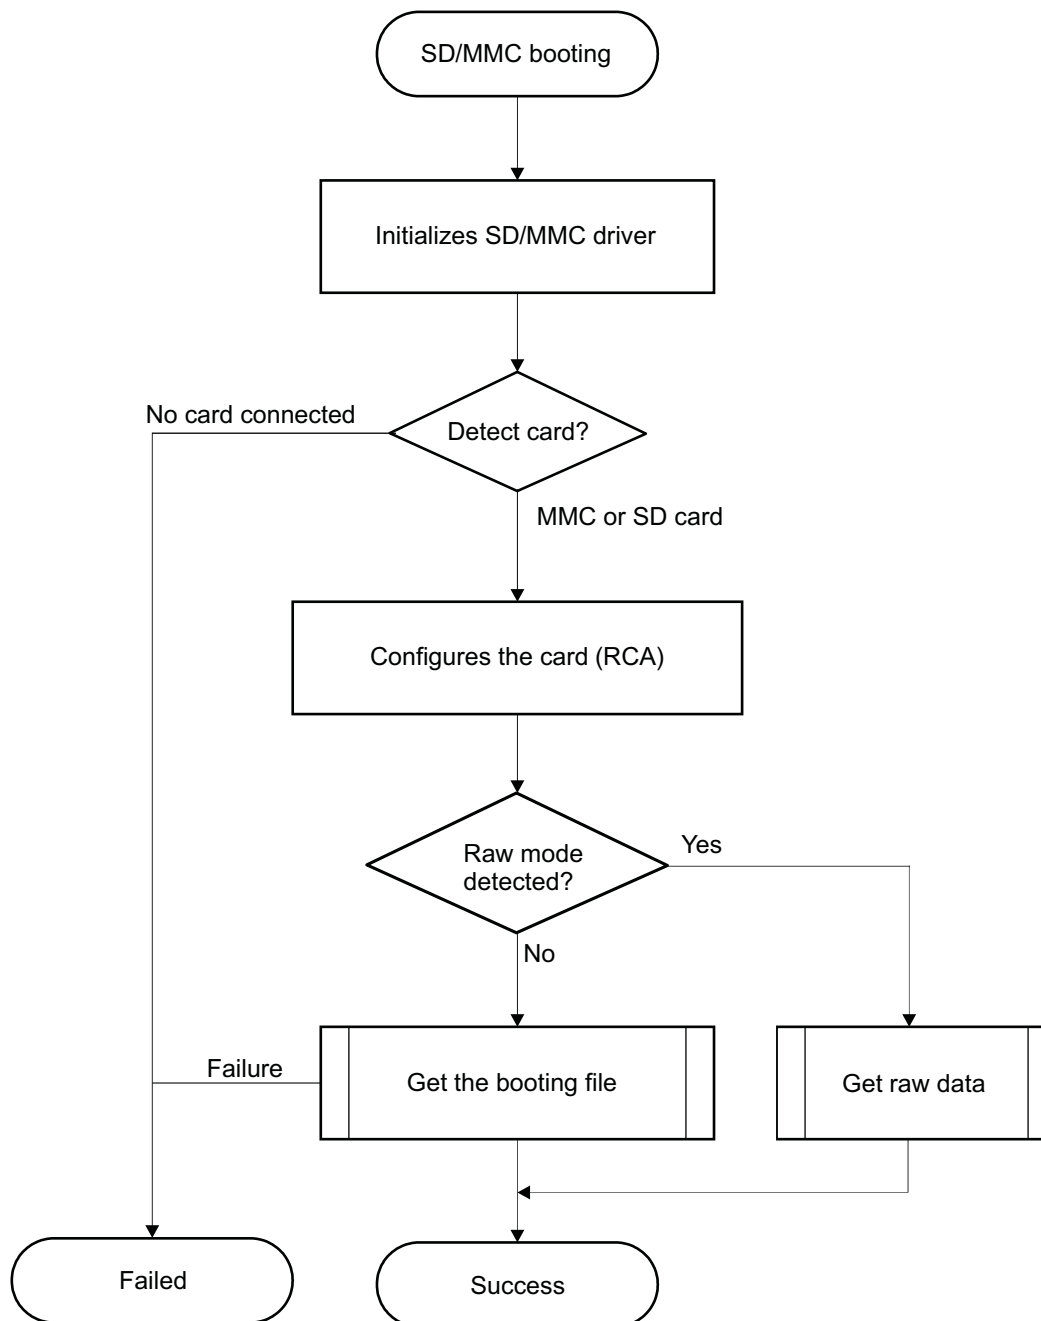 SD/MMC booting
Initializes SD/MMC driver
No card connected
Detect card?
MMC or SD card
Configures the card (RCA)
Raw mode
detected?
Yes
No
Failure
Get the booting file
Get raw data
Failed
Success